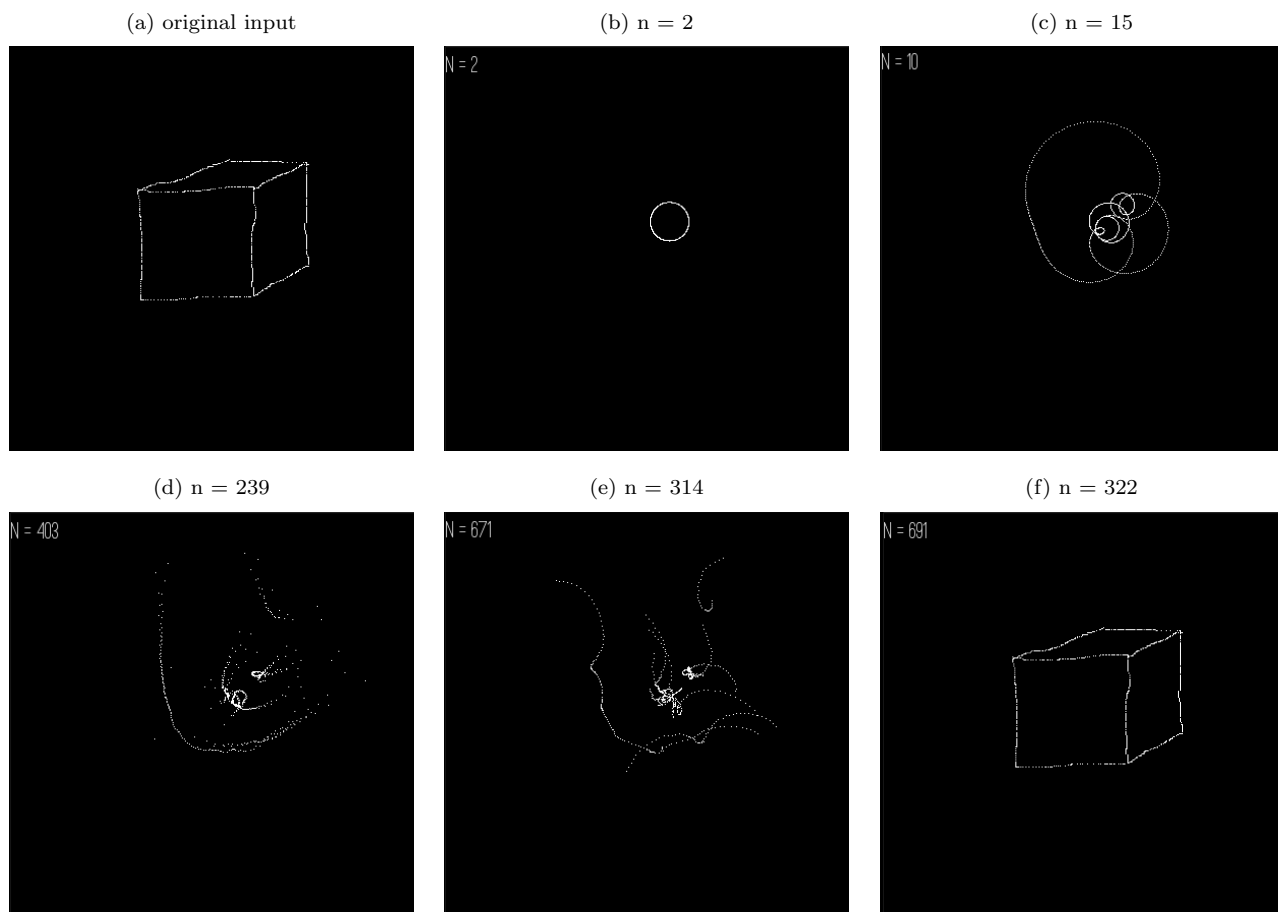 (a) original input
(b) n = 2
(c) n = 15
N = 2
N = 10
(d) n = 239
(e) n = 314
(f) n = 322
N = 403
N = 671
N = 691